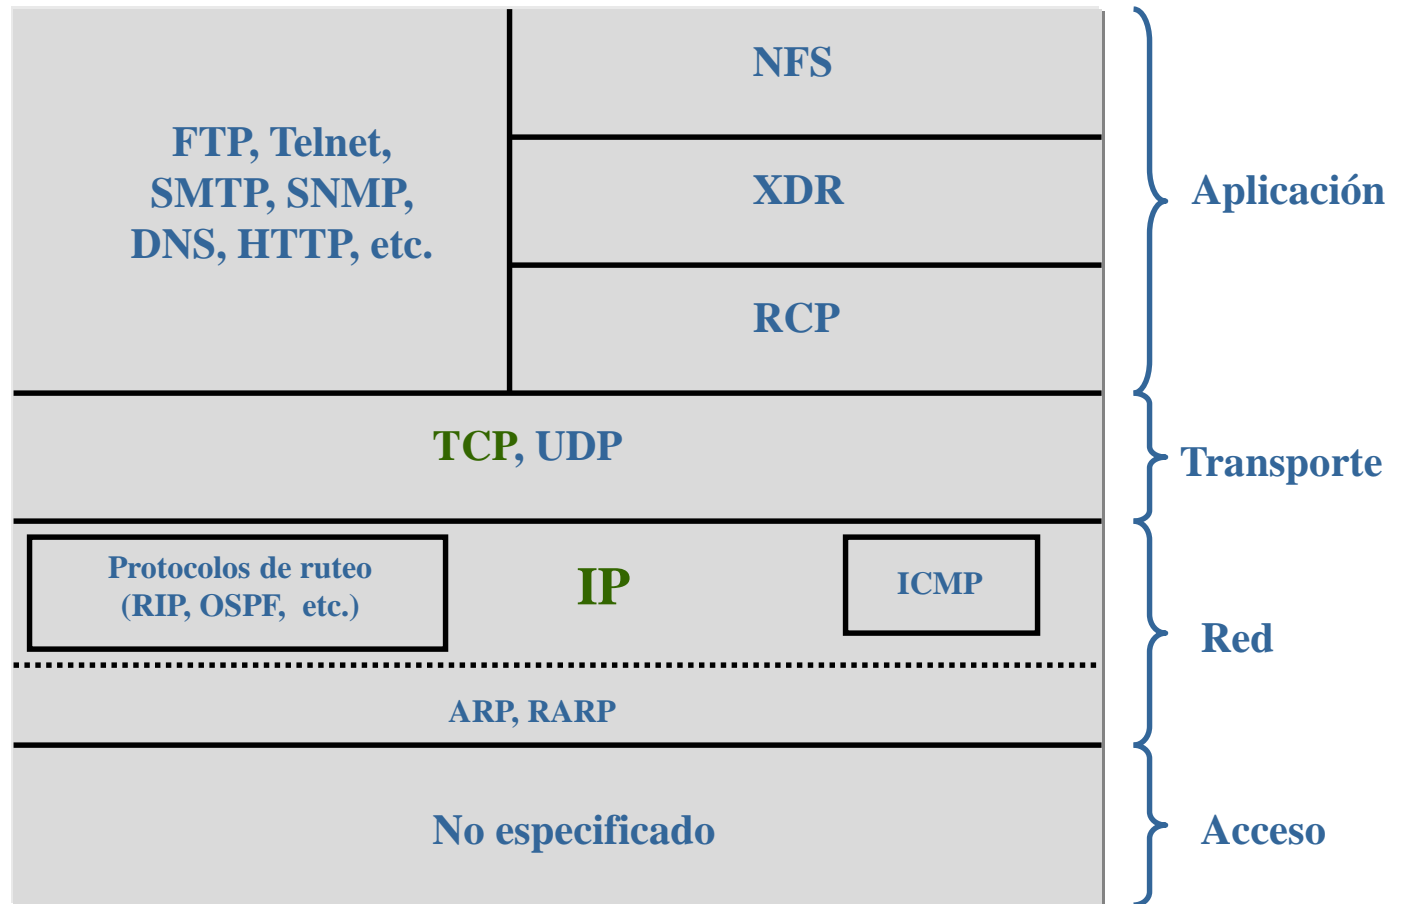 FTP, Telnet,
SMTP, SNMP,
DNS, HTTP, etc.
NFS
XDR
RCP
Aplicación
TCP, UDP
Transporte
Protocolos de ruteo
(RIP, OSPF, etc.)
IP
ICMP
Red
ARP, RARP
No especificado
Acceso